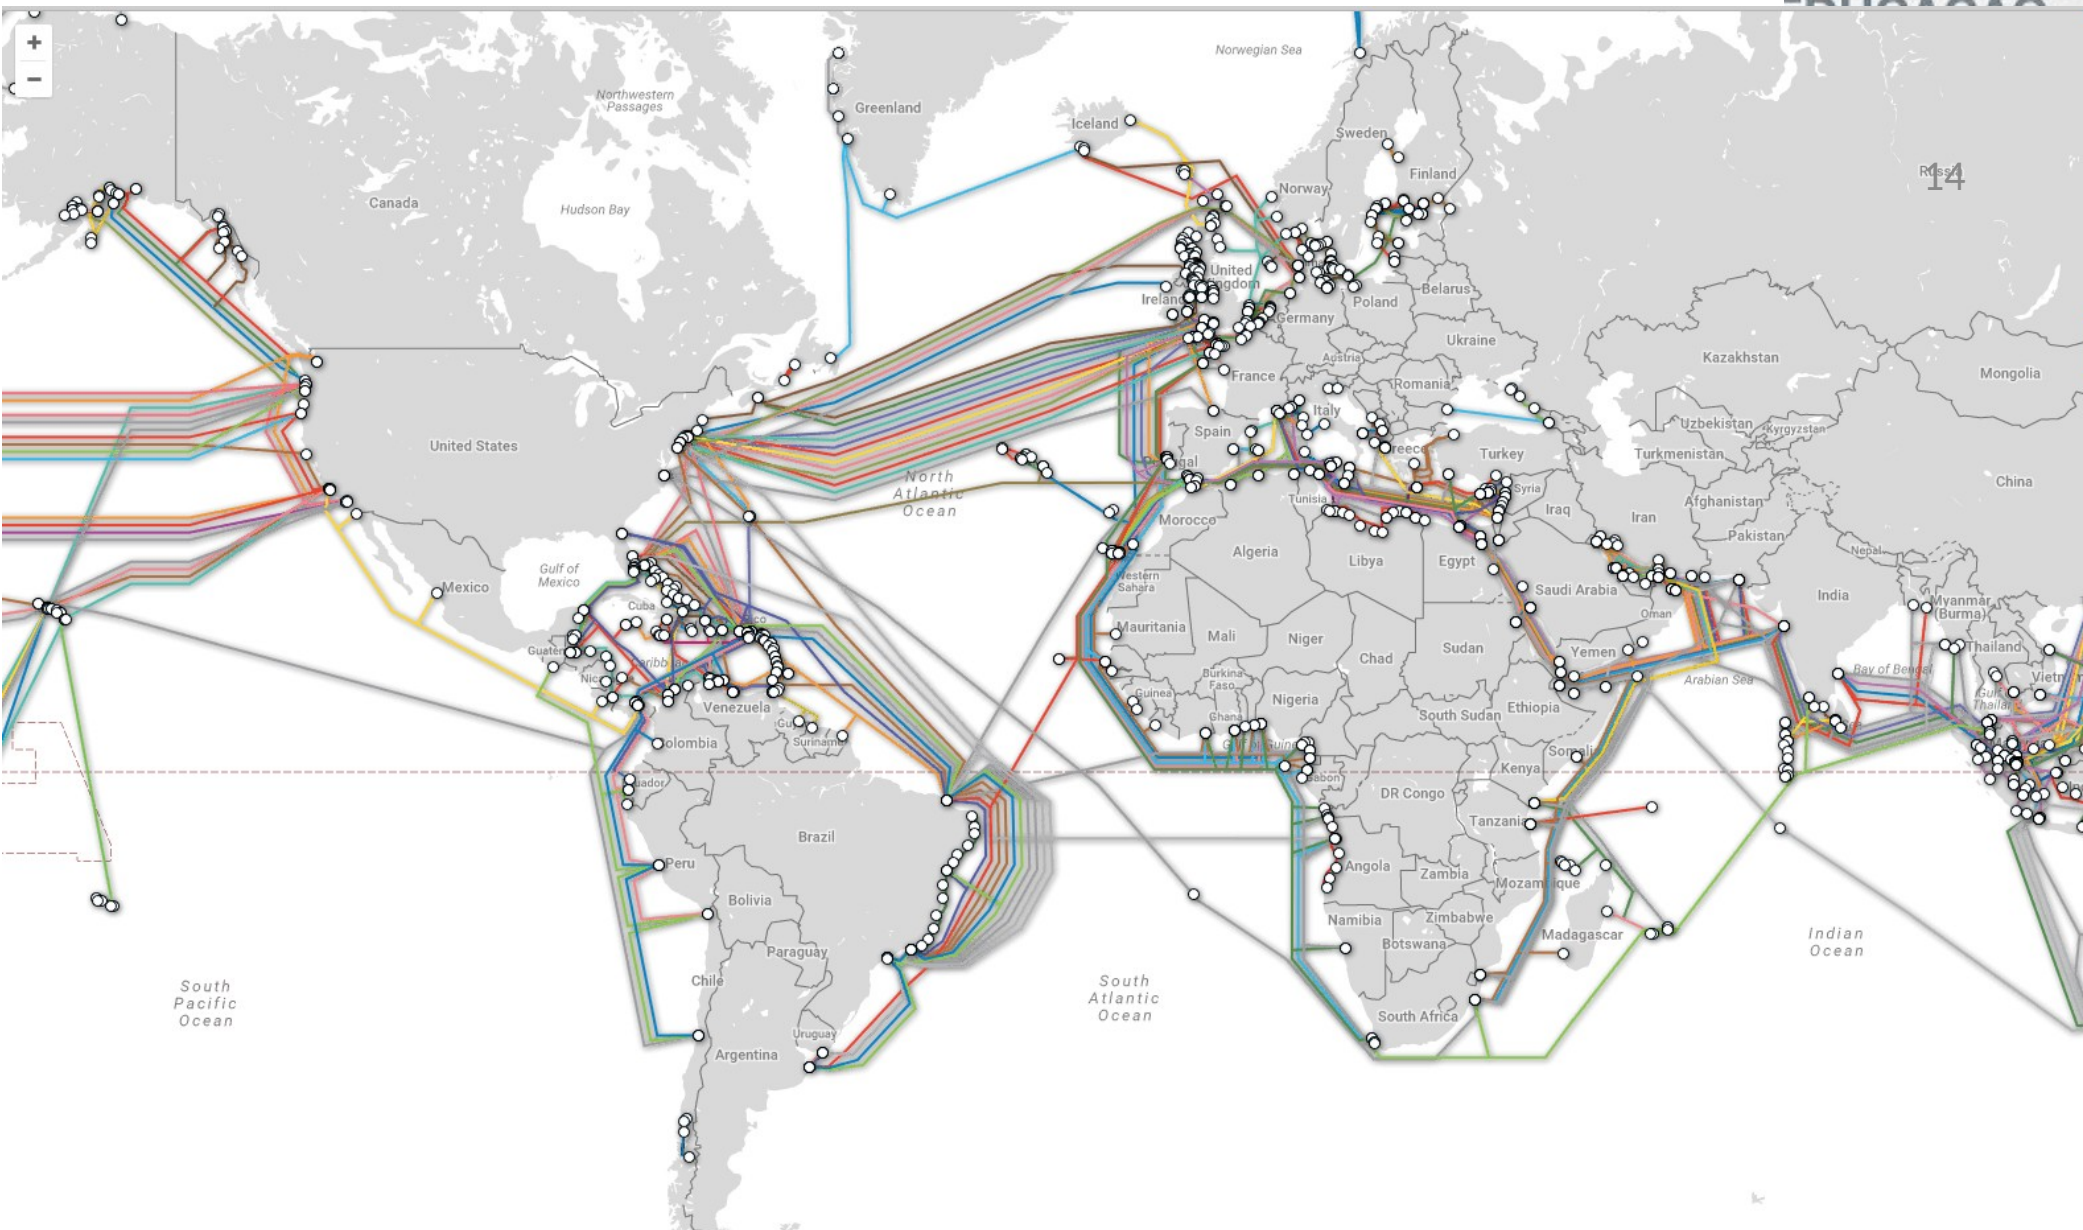 +
−
14
Norwegian Sea
Northwestern
Passages
Greenland
Iceland
Sweden
Finland
Norway
Canada
Hudson Bay
United
Ireland
Belarus
Poland
Germany
Ukraine
Kazakhstan
Austria
France
Romania
Mongolia
Italy
Uzbekistan
Kyrgyzstan
United States
Spain
Turkey
Turkmenistan
North
Atlantic
Ocean
China
Tunisia
Syria
Afghanistan
Iraq
Iran
Morocco
Pakistan
Algeria
Libya
Egypt
Nepal
Gulf of
Mexico
Mexico
Western
Sahara
Saudi Arabia
India
Myanmar
(Burma)
Cuba
Oman
Mauritania
Mali
Niger
Chad
Sudan
Yemen
Thailand
Bay of Bengal
Arabian Sea
Burkina
Faso
Guinea
Nigeria
Venezuela
Ethiopia
South Sudan
Ghana
Suriname
Kenya
Gabon
DR Congo
Tanzania
Brazil
Peru
Angola
Zambia
Mozambique
Bolivia
Namibia
Zimbabwe
Botswana
Madagascar
Indian
Ocean
Paraguay
Chile
South
Pacific
Ocean
South
Atlantic
Ocean
South Africa
Uruguay
Argentina